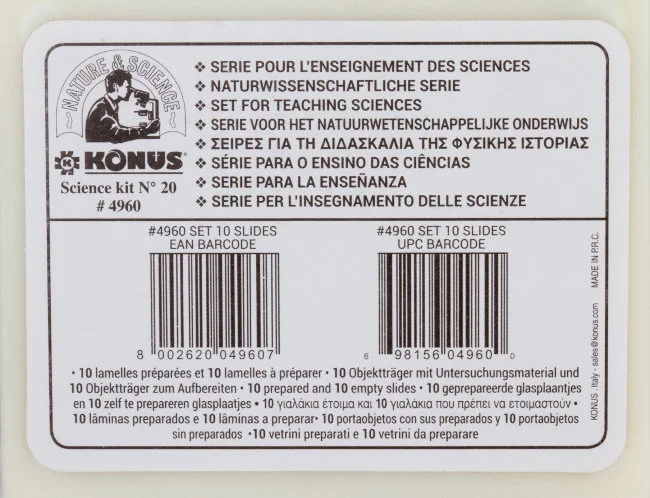 NATURE & SCIENCE
KONUS®
Science kit N° 20
# 4960
❖ SERIE POUR L'ENSEIGNEMENT DES SCIENCES
❖ NATURWISSENSCHAFTLICHE SERIE
❖ SET FOR TEACHING SCIENCES
❖ SERIE VOOR HET NATUURWETENSCHAPPELIJKE ONDERWIJS
❖ ΣΕΙΡΕΣ ΓΙΑ ΤΗ ΔΙΔΑΣΚΑΛΙΑ ΤΗΣ ΦΥΣΙΚΗΣ ΙΣΤΟΡΙΑΣ
❖ SÉRIE PARA O ENSINO DAS CIÊNCIAS
❖ SERIE PARA LA ENSEÑANZA
❖ SERIE PER L'INSEGNAMENTO DELLE SCIENZE
#4960 SET 10 SLIDES
EAN BARCODE
8 002620 049607
#4960 SET 10 SLIDES
UPC BARCODE
6 98156 04960 0
• 10 lamelles préparées et 10 lamelles à préparer • 10 Objektträger mit Untersuchungsmaterial und
10 Objektträger zum Aufbereiten • 10 prepared and 10 empty slides • 10 geprepareerde glasplaantjes
en 10 zelf te prepareren glasplaatjes • 10 γιαλάκια έτοιμα και 10 γιαλάκια που πρέπει να ετοιμαστούν •
10 lâminas preparados e 10 lâminas a preparar• 10 portaobjetos con sus preparados y 10 portaobjetos
sin preparados •10 vetrini preparati e 10 vetrini da preparare
KONUS . Italy - sales@konus.com MADE IN P.R.C.